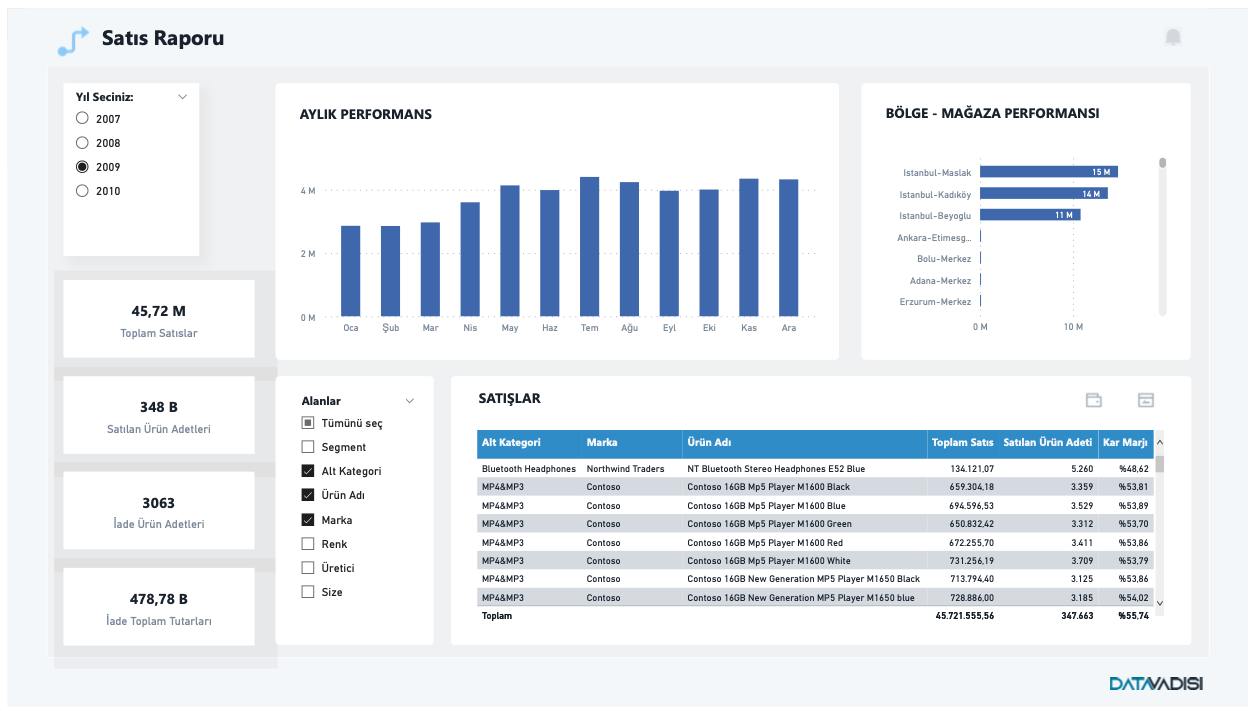 Satıs Raporu
Yıl Seciniz:
2007
2008
2009
2010
45,72 M
Toplam Satıslar
348 B
Satılan Ürün Adetleri
3063
İade Ürün Adetleri
478,78 B
İade Toplam Tutarları
AYLIK PERFORMANS
4 M
2 M
0 M
Oca Şub Mar Nis May Haz Tem Ağu Eyl Eki Kas Ara
BÖLGE - MAĞAZA PERFORMANSI
Istanbul-Maslak 15 M
Istanbul-Kadıköy 14 M
Istanbul-Beyoglu 11 M
Ankara-Etimesg...
Bolu-Merkez
Adana-Merkez
Erzurum-Merkez
0 M 10 M
Alanlar
Tümünü seç
Segment
Alt Kategori
Ürün Adı
Marka
Renk
Üretici
Size
SATIŞLAR
Alt Kategori Marka Ürün Adı Toplam Satıs Satılan Ürün Adeti Kar Marjı
Bluetooth Headphones Northwind Traders NT Bluetooth Stereo Headphones E52 Blue 134.121,07 5.260 %48,62
MP4&MP3 Contoso Contoso 16GB Mp5 Player M1600 Black 659.304,18 3.359 %53,81
MP4&MP3 Contoso Contoso 16GB Mp5 Player M1600 Blue 694.596,53 3.529 %53,89
MP4&MP3 Contoso Contoso 16GB Mp5 Player M1600 Green 650.832,42 3.312 %53,70
MP4&MP3 Contoso Contoso 16GB Mp5 Player M1600 Red 672.255,70 3.411 %53,86
MP4&MP3 Contoso Contoso 16GB Mp5 Player M1600 White 731.256,19 3.709 %53,79
MP4&MP3 Contoso Contoso 16GB New Generation MP5 Player M1650 Black 713.794,40 3.125 %53,86
MP4&MP3 Contoso Contoso 16GB New Generation MP5 Player M1650 blue 728.886,00 3.185 %54,02
Toplam 45.721.555,56 347.663 %55,74
DATAVADISI